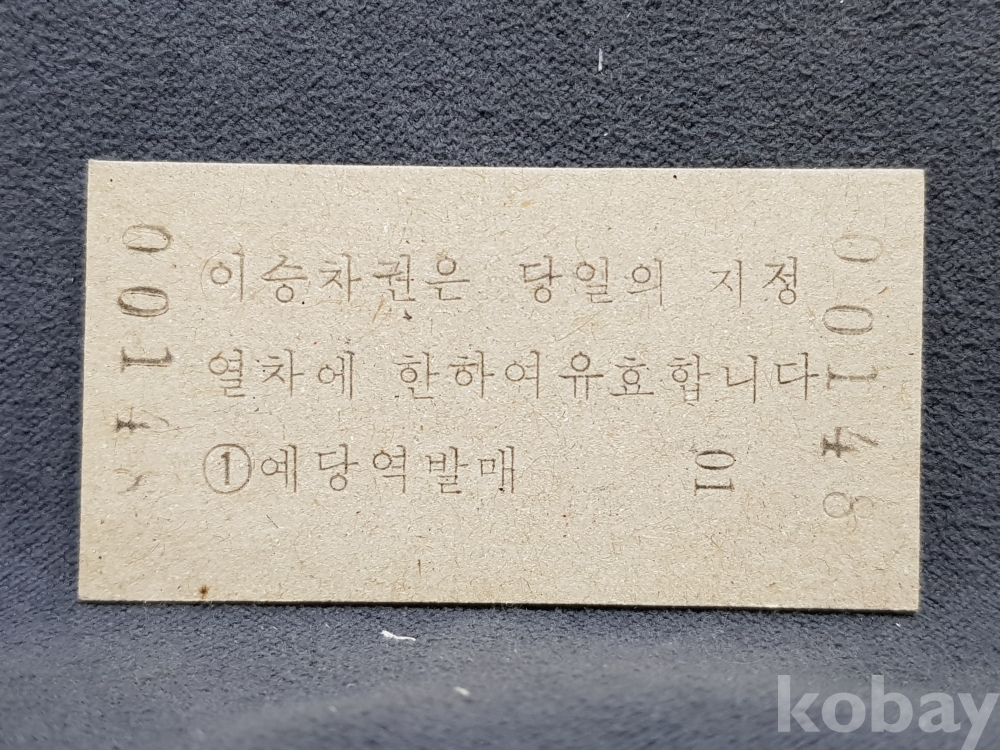 이승차권은 당일의 지정
열차에 한하여유효합니다
①예당역발매 01
0014
00148
kobay